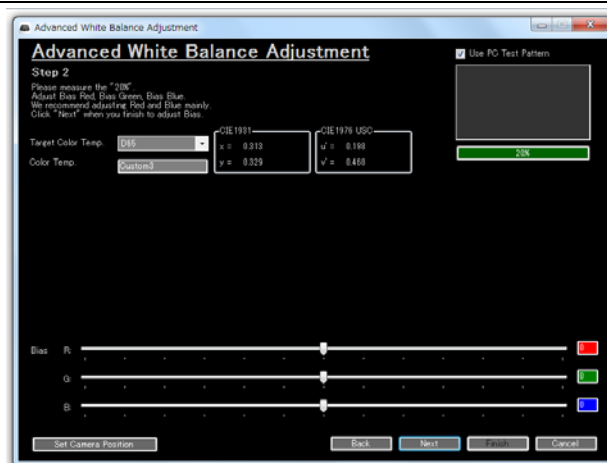 Advanced White Balance Adjustment
Advanced White Balance Adjustment
Use PC Test Pattern
Step 2
Please measure the "20%".
Adjust Bias Red, Bias Green, Bias Blue.
We recommend adjusting Red and Blue mainly.
Click "Next" when you finish to adjust Bias.
20%
CIE1931 CIE1976 USC
Target Color Temp. D65 x = 0.313 u' = 0.198
Color Temp. Custom3 y = 0.329 v' = 0.468
Bias R: 0
G: 0
B: 0
Set Camera Position Back Next Finish Cancel